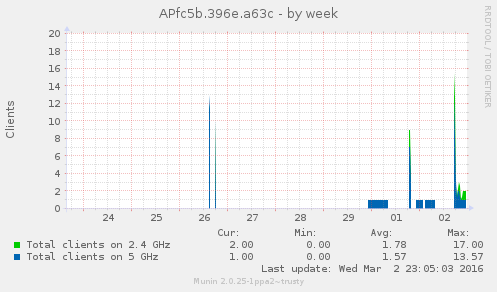 APfc5b.396e.a63c - by week
RRDTOOL / TOBI OETIKER
Clients
20
18
16
14
12
10
8
6
4
2
0
24 25 26 27 28 29 01 02
Cur: Min: Avg: Max:
Total clients on 2.4 GHz 2.00 0.00 1.78 17.00
Total clients on 5 GHz 1.00 0.00 1.57 13.57
Last update: Wed Mar 2 23:05:03 2016
Munin 2.0.25-1ppa2~trusty